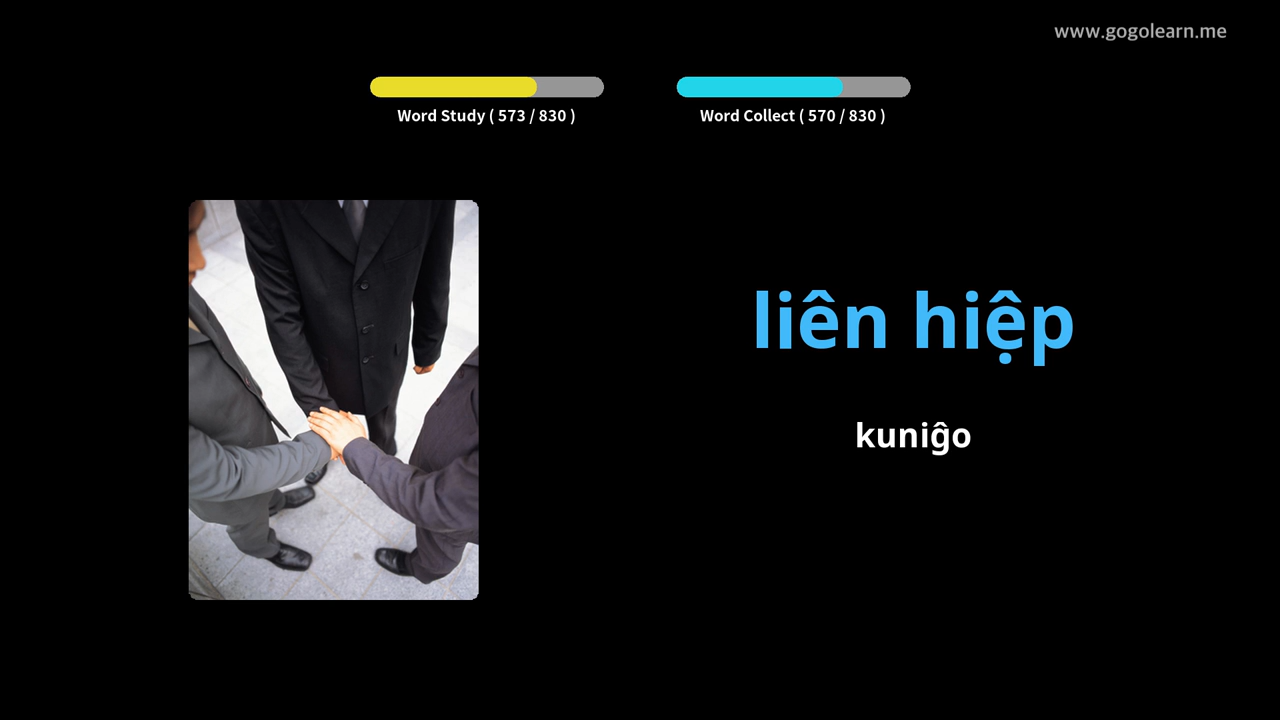 www.gogolearn.me
Word Study ( 573 / 830 )
Word Collect ( 570 / 830 )
liên hiệp
kuniĝo